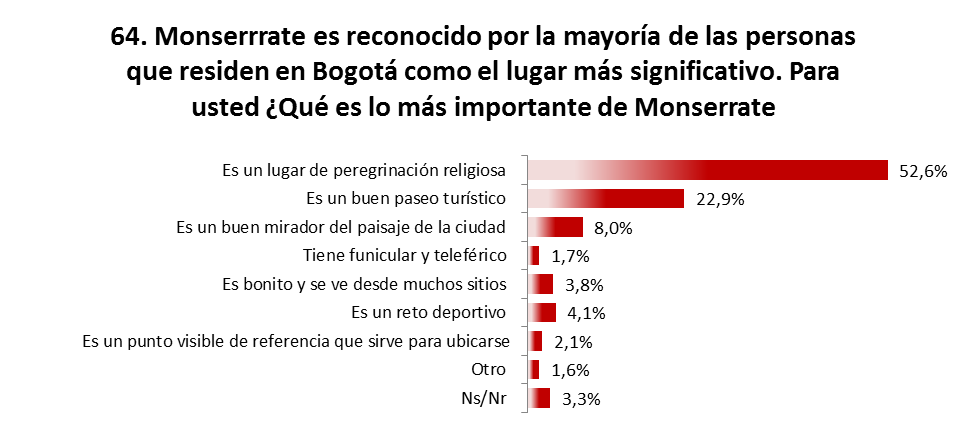 64. Monserrrate es reconocido por la mayoría de las personas
que residen en Bogotá como el lugar más significativo. Para
usted ¿Qué es lo más importante de Monserrate
Es un lugar de peregrinación religiosa 52,6%
Es un buen paseo turístico 22,9%
Es un buen mirador del paisaje de la ciudad 8,0%
Tiene funicular y teleférico 1,7%
Es bonito y se ve desde muchos sitios 3,8%
Es un reto deportivo 4,1%
Es un punto visible de referencia que sirve para ubicarse 2,1%
Otro 1,6%
Ns/Nr 3,3%